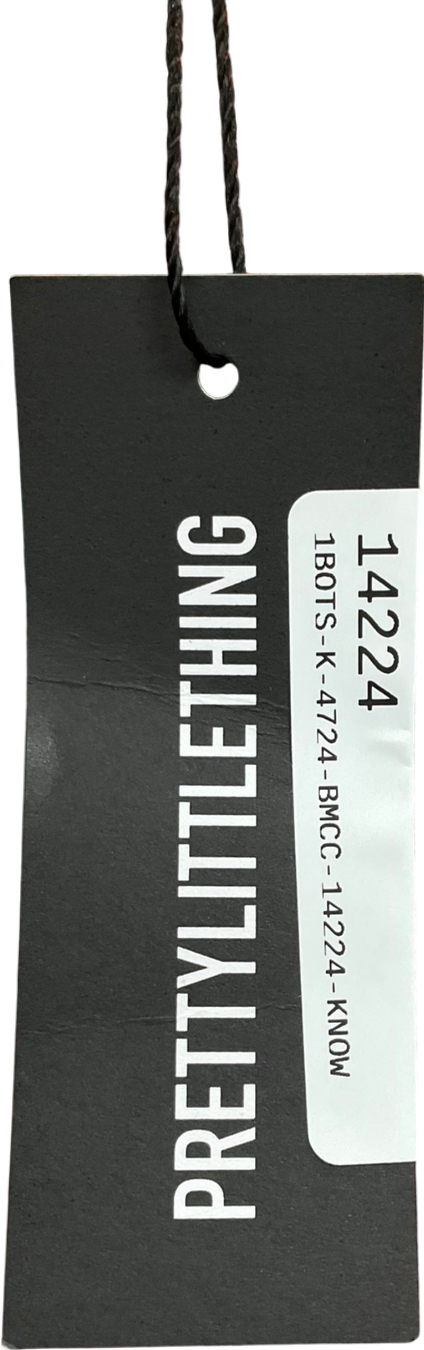 PRETTYLITTLETHING
14224
1BOTS-K-4724-BMCC-14224-KNOW